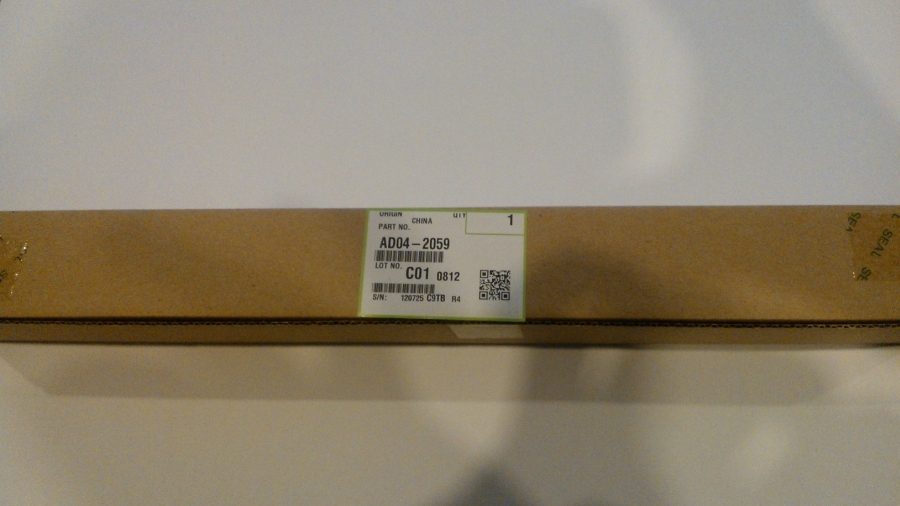 ORIGIN QTY
CHINA 1
PART NO.
AD04-2059
LOT NO.
C01 0812
S/N: 120725 C9TB R4
SEAL